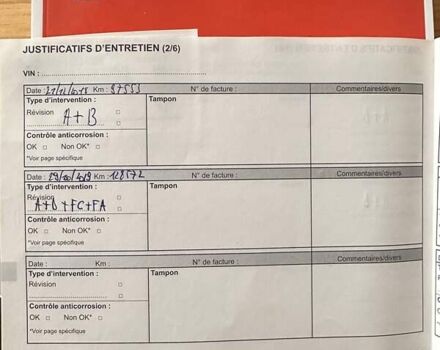 JUSTIFICATIFS D'ENTRETIEN (2/6)
VIN :
Date : Km : 97553 N° de facture : Commentaires/divers
Type d'intervention : Tampon
Révision A+B
Contrôle anticorrosion :
OK Non OK*
*Voir page spécifique
Date : Km : N° de facture : Commentaires/divers
Type d'intervention : Tampon
Révision
A+B+FC+FA
Contrôle anticorrosion :
OK Non OK*
*Voir page spécifique
Date : Km : N° de facture : Commentaires/divers
Type d'intervention : Tampon
Révision
Contrôle anticorrosion :
OK Non OK*
*Voir page spécifique